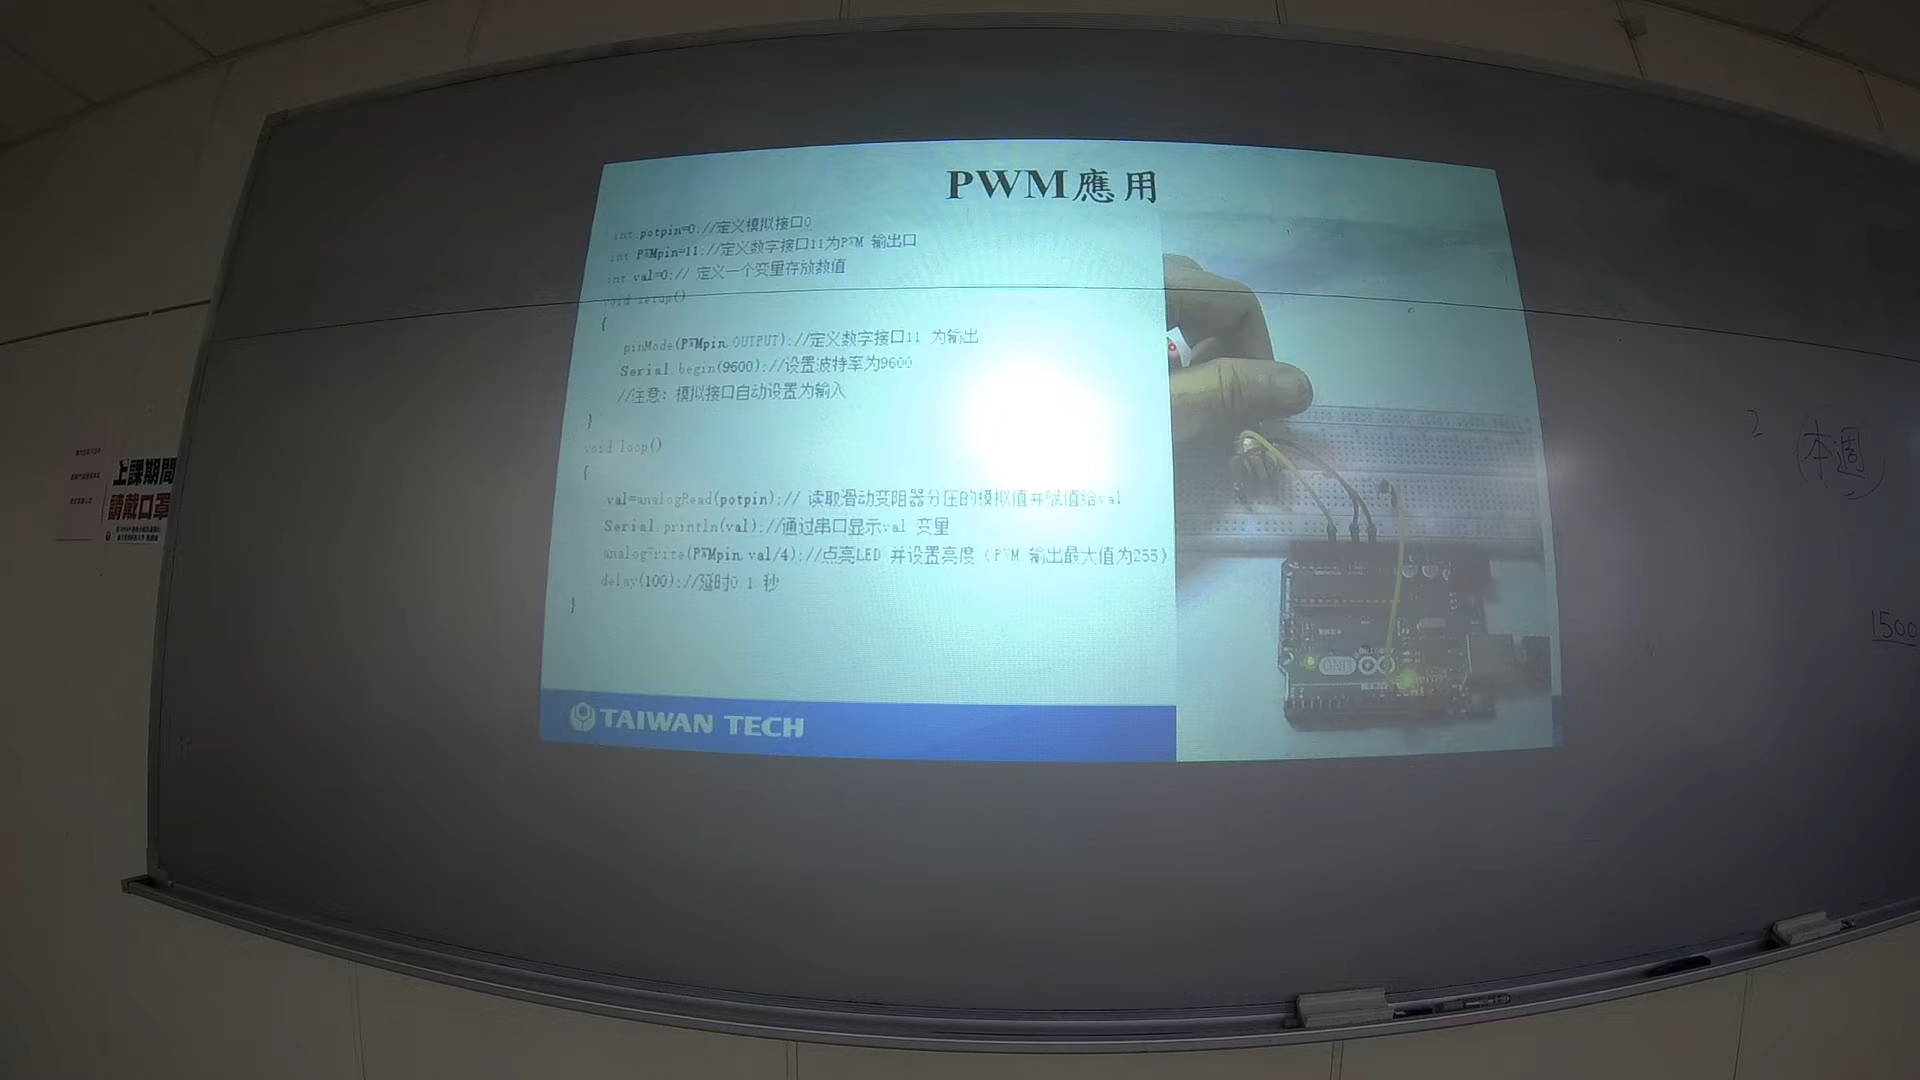 PWM應用
int potpin=0;//定义模拟接口0
int PWMpin=11;//定义数字接口11为PWM 输出口
int val=0;// 定义一个变量存放数值
void setup()
{
pinMode(PWMpin,OUTPUT);//定义数字接口11 为输出
Serial.begin(9600);//设置波特率为9600
//注意：模拟接口自动设置为输入
}
void loop()
{
val=analogRead(potpin);// 读取滑动变阻器分压的模拟值并赋值给val
Serial.println(val);//通过串口显示val 变量
analogWrite(PWMpin,val/4);//点亮LED 并设置亮度（PWM 输出最大值为255）
delay(100);//延时0.1 秒
}
TAIWAN TECH
UNO
上課期間
請戴口罩
本週
1500